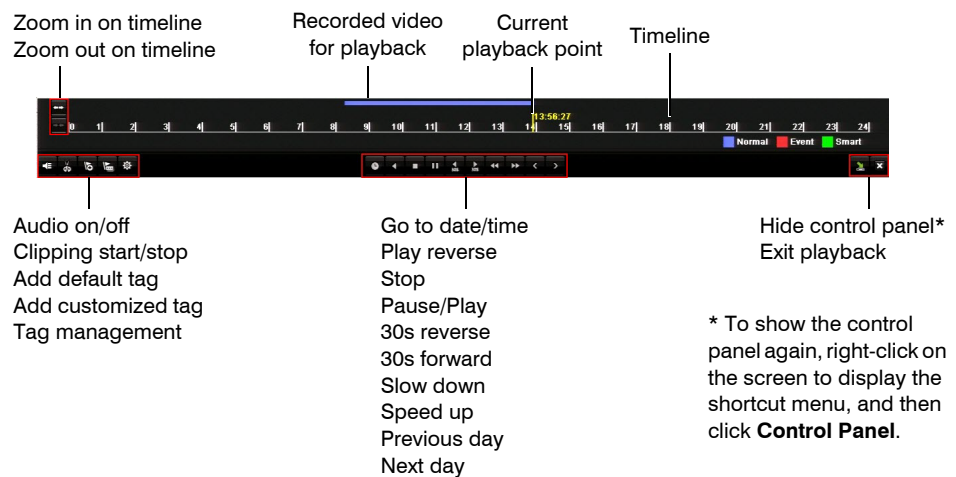 Zoom in on timeline
Zoom out on timeline
Recorded video
for playback
Current
playback point
Timeline
13:56:27
0 1 2 3 4 5 6 7 8 9 10 11 12 13 14 15 16 17 18 19 20 21 22 23 24
Normal Event Smart
Audio on/off
Clipping start/stop
Add default tag
Add customized tag
Tag management
Go to date/time
Play reverse
Stop
Pause/Play
30s reverse
30s forward
Slow down
Speed up
Previous day
Next day
Hide control panel*
Exit playback
* To show the control
panel again, right-click on
the screen to display the
shortcut menu, and then
click Control Panel.